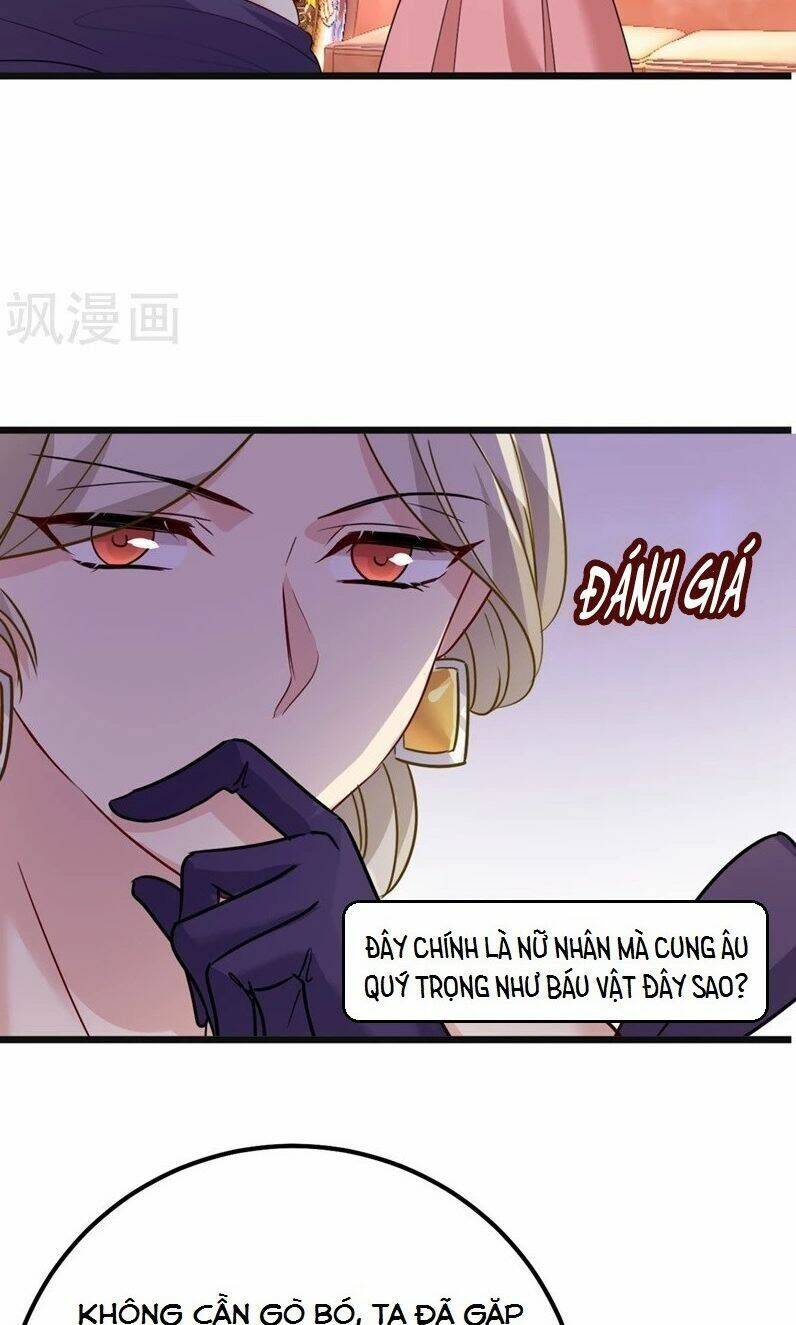 飒漫画
ĐÁNH GIÁ
ĐÂY CHÍNH LÀ NỮ NHÂN MÀ CUNG ÂU
QUÝ TRỌNG NHƯ BÁU VẬT ĐÂY SAO?
KHÔNG CẦN GÒ BÓ, TA ĐÃ GẶP